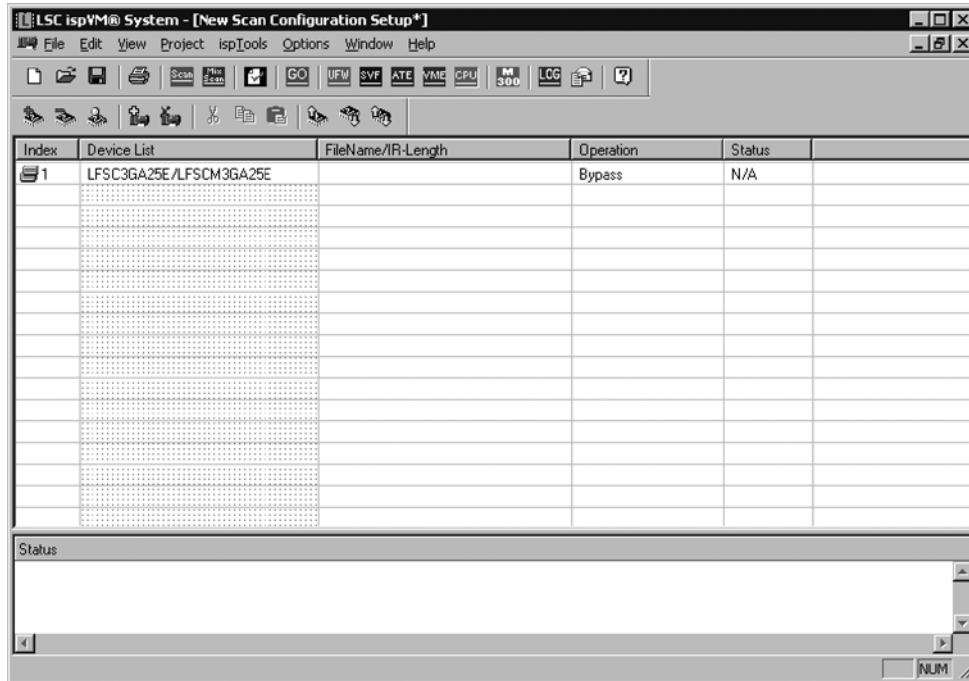 LSC ispVM® System - [New Scan Configuration Setup*]
File Edit View Project ispTools Options Window Help
Scan Mix Scan GO UFW SVF ATE VME CPU M 300 LOG
Index Device List FileName/IR-Length Operation Status
1 LFSC3GA25E/LFSCM3GA25E Bypass N/A
Status
NUM